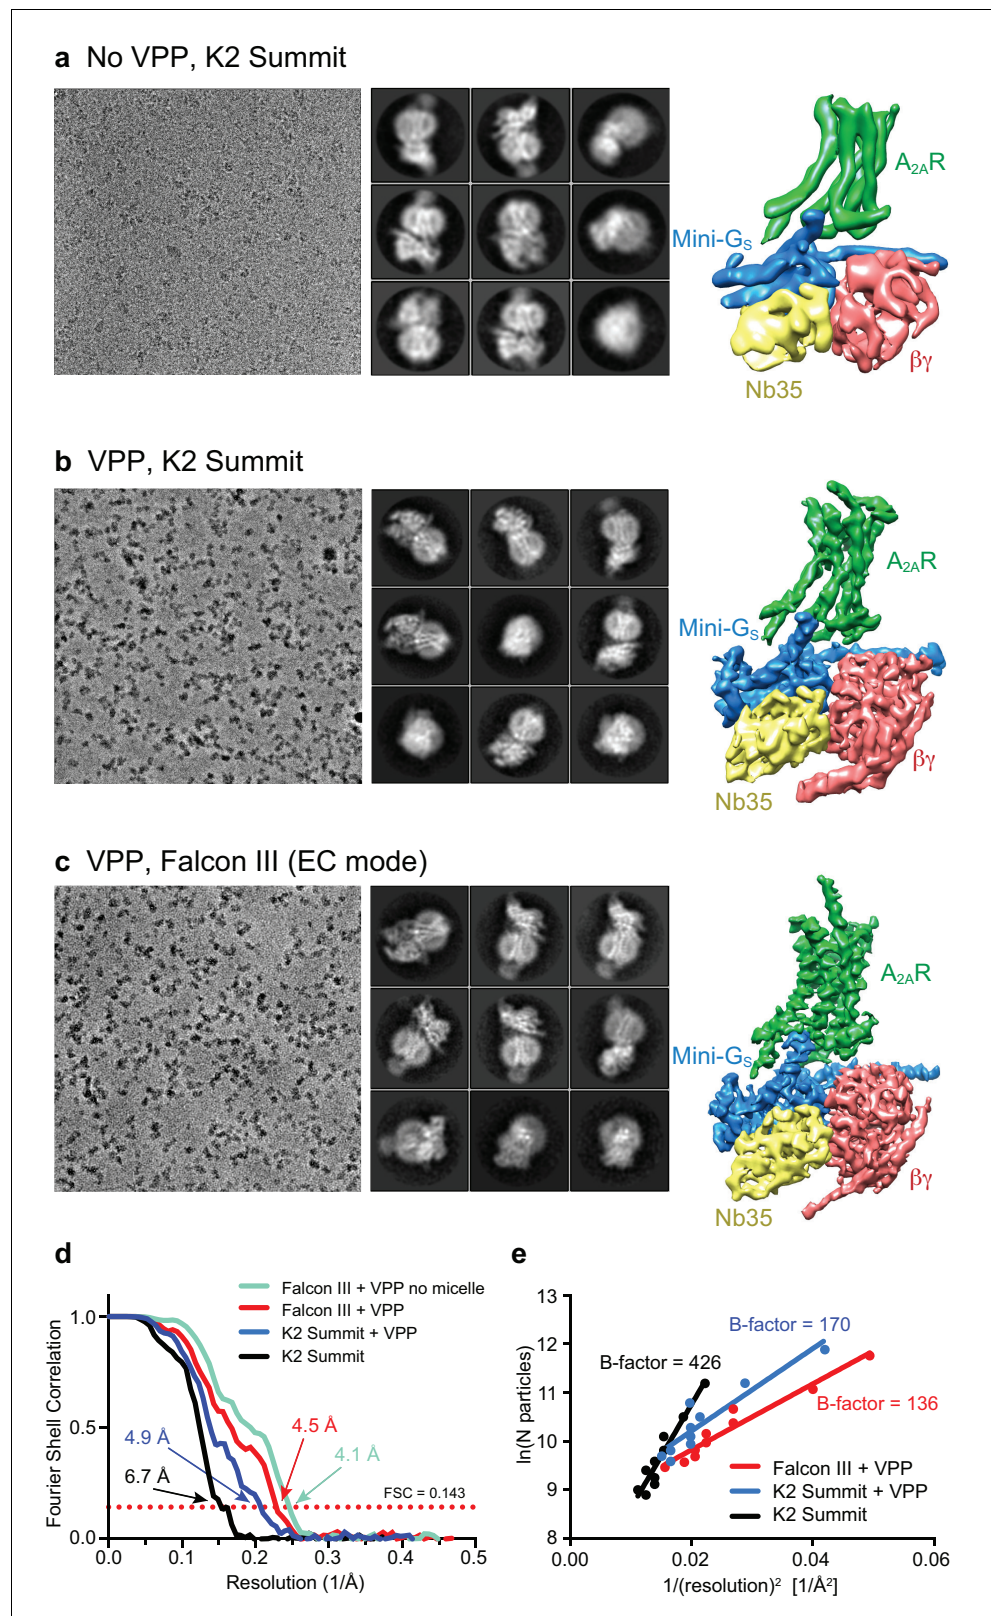 a No VPP, K2 Summit
A2AR
Mini-GS
βγ
Nb35
b VPP, K2 Summit
A2AR
Mini-GS
βγ
Nb35
c VPP, Falcon III (EC mode)
A2AR
Mini-GS
βγ
Nb35
d
Falcon III + VPP no micelle
Falcon III + VPP
K2 Summit + VPP
K2 Summit
1.0
0.5
0.0
Fourier Shell Correlation
4.9 Å
6.7 Å
4.5 Å
4.1 Å
FSC = 0.143
0.0 0.1 0.2 0.3 0.4 0.5
Resolution (1/Å)
e
13
12
11
10
9
8
ln(N particles)
B-factor = 170
B-factor = 426
B-factor = 136
Falcon III + VPP
K2 Summit + VPP
K2 Summit
0.00 0.02 0.04 0.06
1/(resolution)² [1/Å²]